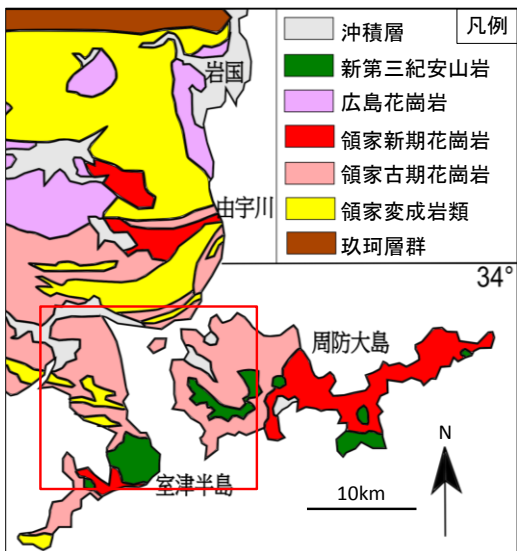 凡例
沖積層
新第三紀安山岩
広島花崗岩
領家新期花崗岩
領家古期花崗岩
領家変成岩類
玖珂層群
岩国
由宇川
34°
周防大島
室津半島
10km
N